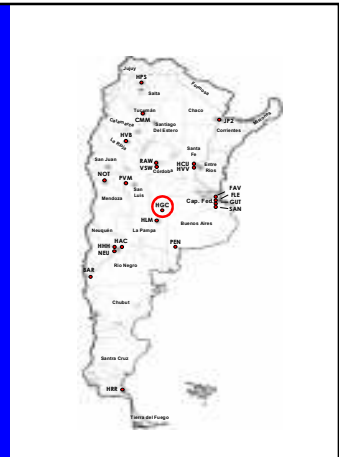 Jujuy
HPS
Salta
Formosa
Tucumán
CMM
Chaco
Catamarca
Santiago
Del Estero
JPZ
Misiones
Corrientes
HVB
La Rioja
Santa
Fe
San Juan
RAW
VSW
Córdoba
HCU
HVV
Entre
Rios
NOT
PVM
San
Luis
Mendoza
FAV
FLE
Cap. Fed.
GUT
SAN
HGC
HLM
Buenos Aires
Neuquén
La Pampa
HAC
HHH
NEU
PEN
Rio Negro
BAR
Chubut
Santra Cruz
HRR
Tierra del Fuego